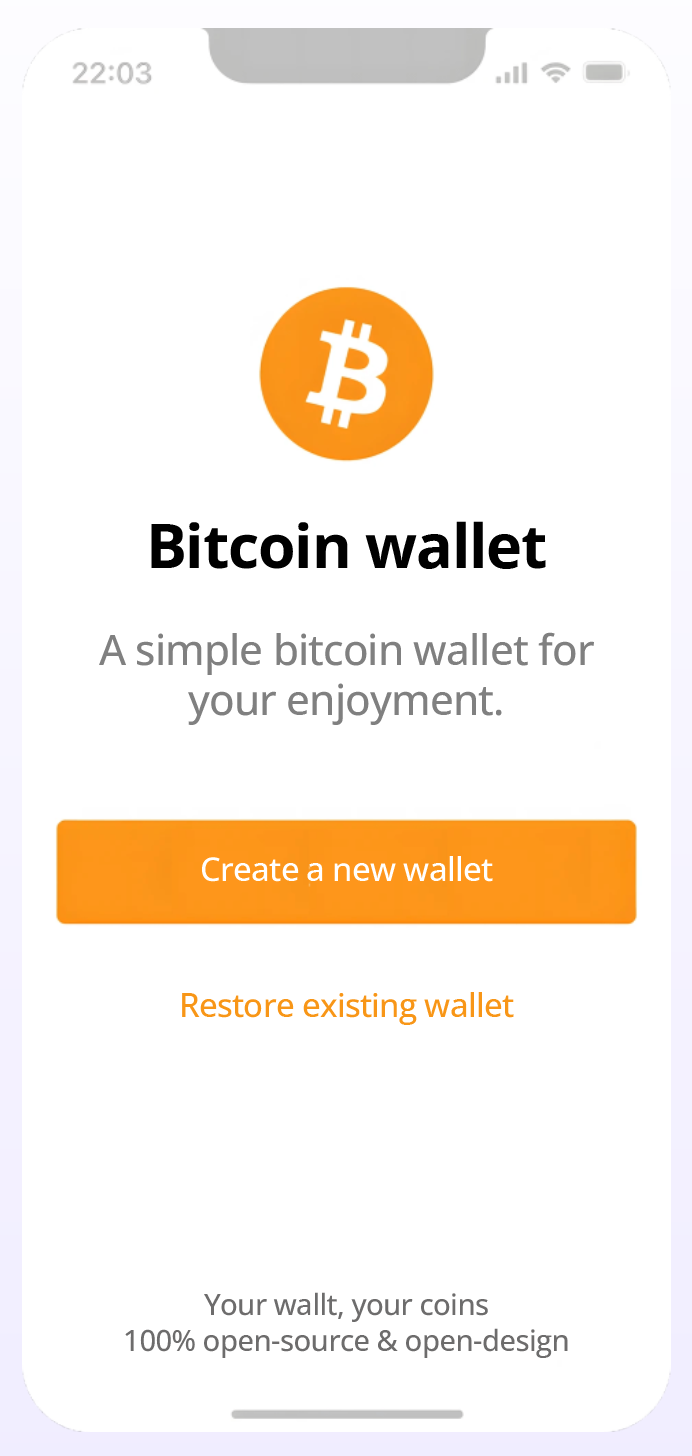 22:03
Bitcoin wallet
A simple bitcoin wallet for
your enjoyment.
Create a new wallet
Restore existing wallet
Your wallt, your coins
100% open-source & open-design